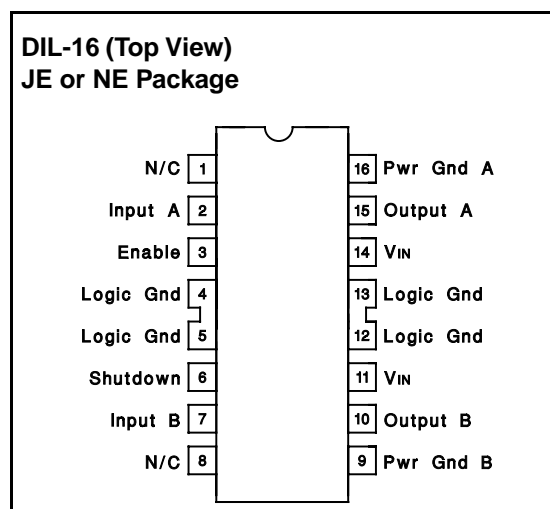 DIL-16 (Top View)
JE or NE Package
N/C 1 16 Pwr Gnd A
Input A 2 15 Output A
Enable 3 14 VIN
Logic Gnd 4 13 Logic Gnd
Logic Gnd 5 12 Logic Gnd
Shutdown 6 11 VIN
Input B 7 10 Output B
N/C 8 9 Pwr Gnd B